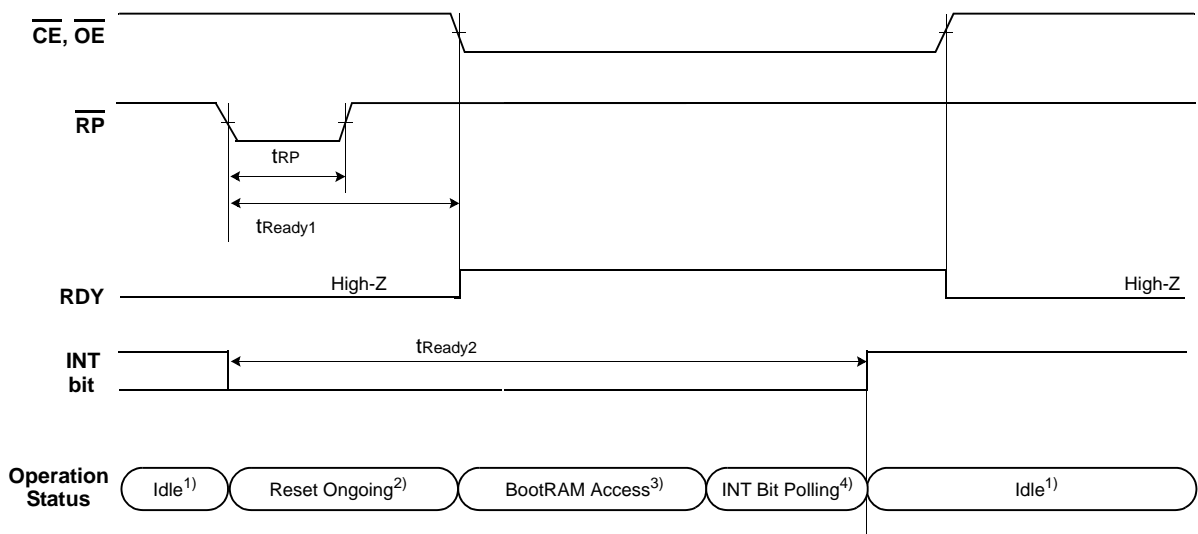 CE, OE
RP
tRP
tReady1
High-Z
High-Z
RDY
tReady2
INT
bit
Operation
Status
Idle1)
Reset Ongoing2)
BootRAM Access3)
INT Bit Polling4)
Idle1)